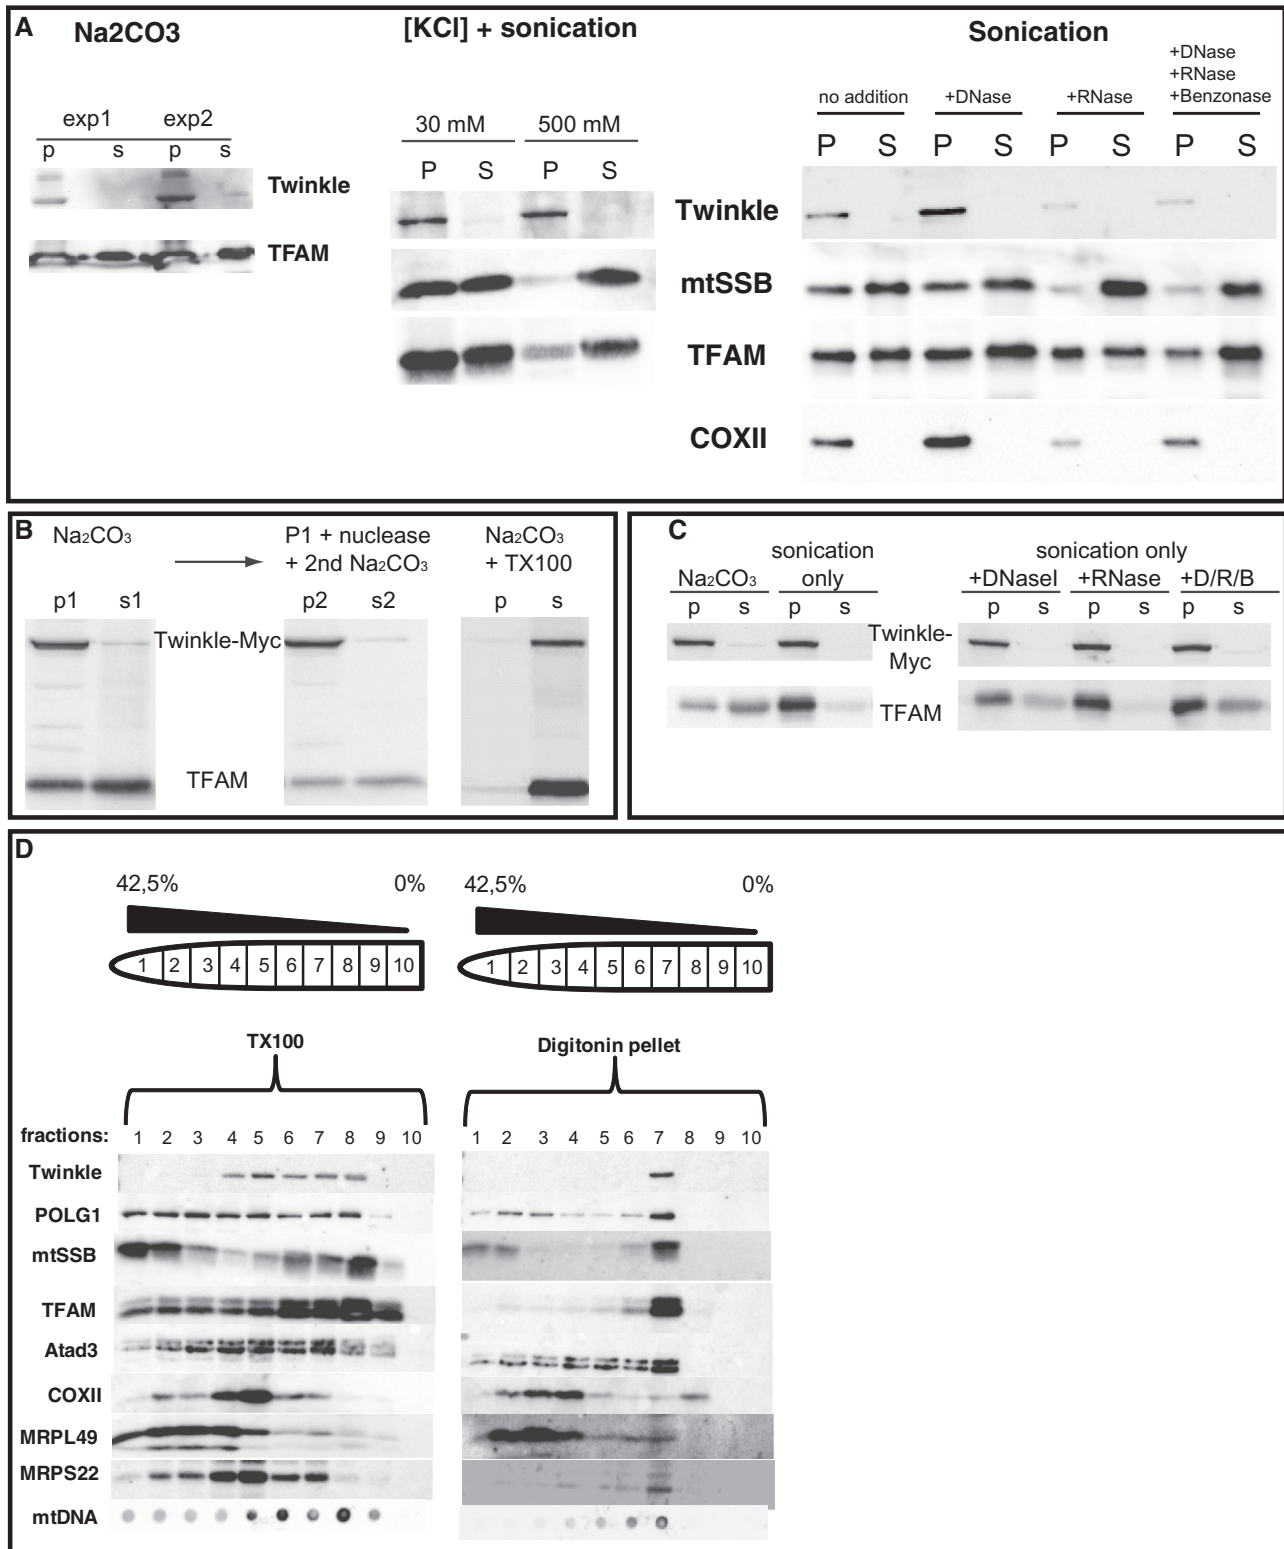 A
Na2CO3
[KCl] + sonication
Sonication
exp1 exp2
p s p s
Twinkle
TFAM
30 mM 500 mM
P S P S
no addition
+DNase
+RNase
+DNase
+RNase
+Benzonase
P S P S P S P S
Twinkle
mtSSB
TFAM
COXII
B
Na2CO3
P1 + nuclease
+ 2nd Na2CO3
Na2CO3
+ TX100
p1 s1 p2 s2 p s
Twinkle-Myc
TFAM
C
Na2CO3
sonication
only
sonication only
+DNaseI +RNase +D/R/B
p s p s p s p s p s
Twinkle-
Myc
TFAM
D
42,5% 0%
1 2 3 4 5 6 7 8 9 10
42,5% 0%
1 2 3 4 5 6 7 8 9 10
TX100
Digitonin pellet
fractions: 1 2 3 4 5 6 7 8 9 10
1 2 3 4 5 6 7 8 9 10
Twinkle
POLG1
mtSSB
TFAM
Atad3
COXII
MRPL49
MRPS22
mtDNA